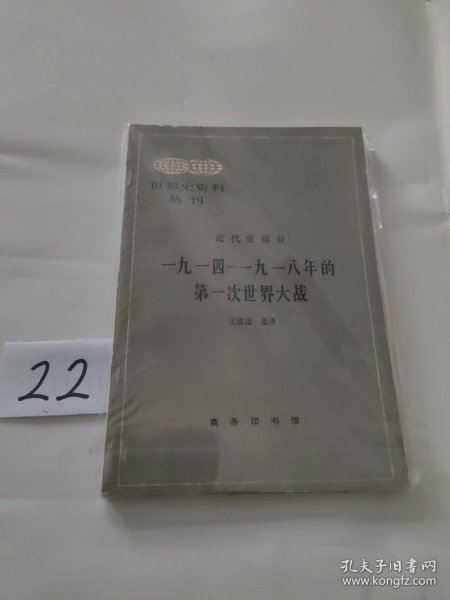 世界史资料
丛刊
近代史部分
一九一四-一九一八年的
第一次世界大战
选译
商务印书馆
22
孔夫子旧书网
www.kongfz.com